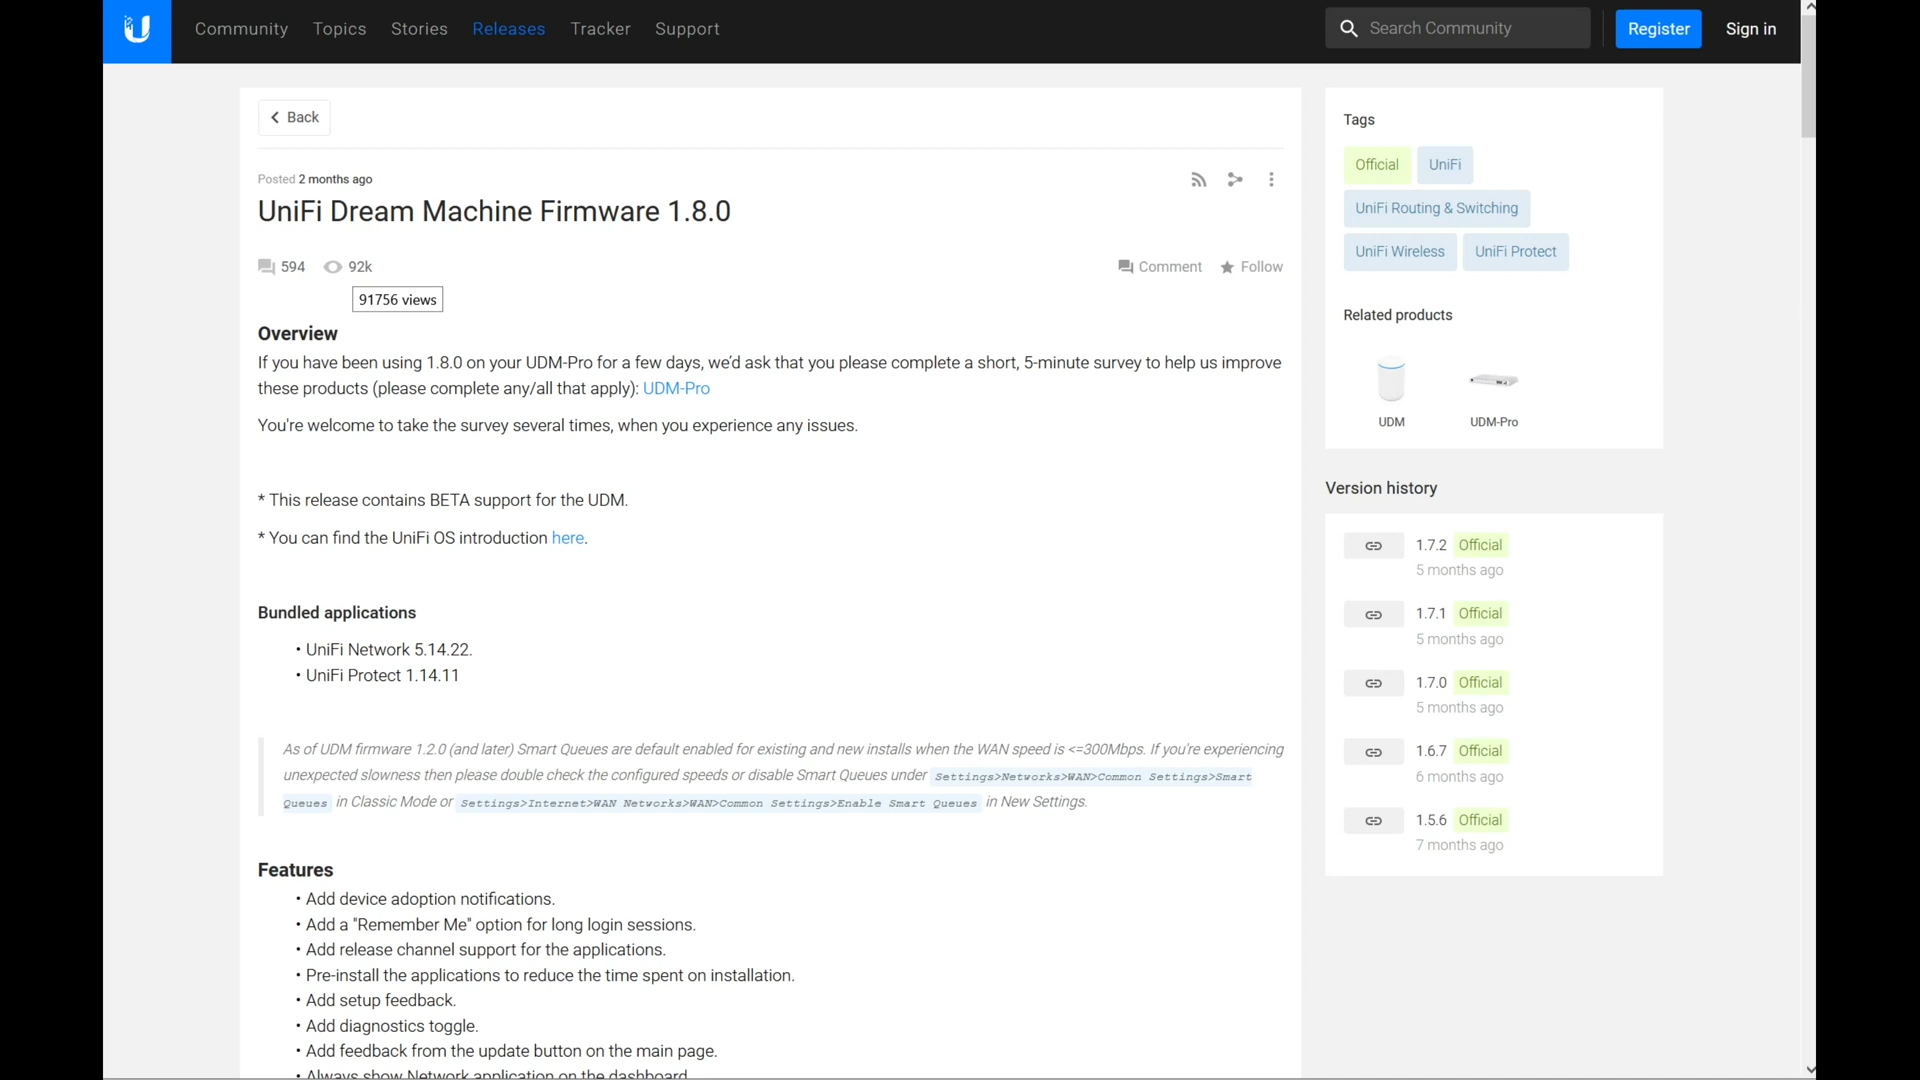 Community Topics Stories Releases Tracker Support Search Community Register Sign in
Back
Posted 2 months ago
UniFi Dream Machine Firmware 1.8.0
594 92k Comment Follow
91756 views
Overview
If you have been using 1.8.0 on your UDM-Pro for a few days, we'd ask that you please complete a short, 5-minute survey to help us improve
these products (please complete any/all that apply): UDM-Pro
You're welcome to take the survey several times, when you experience any issues.
* This release contains BETA support for the UDM.
* You can find the UniFi OS introduction here.
Bundled applications
• UniFi Network 5.14.22.
• UniFi Protect 1.14.11
As of UDM firmware 1.2.0 (and later) Smart Queues are default enabled for existing and new installs when the WAN speed is <=300Mbps. If you're experiencing
unexpected slowness then please double check the configured speeds or disable Smart Queues under Settings>Networks>WAN>Common Settings>Smart
Queues in Classic Mode or Settings>Internet>WAN Networks>WAN>Common Settings>Enable Smart Queues in New Settings.
Features
• Add device adoption notifications.
• Add a "Remember Me" option for long login sessions.
• Add release channel support for the applications.
• Pre-install the applications to reduce the time spent on installation.
• Add setup feedback.
• Add diagnostics toggle.
• Add feedback from the update button on the main page.
• Always show Network application on the dashboard
Tags
Official UniFi
UniFi Routing & Switching
UniFi Wireless UniFi Protect
Related products
UDM UDM-Pro
Version history
1.7.2 Official
5 months ago
1.7.1 Official
5 months ago
1.7.0 Official
5 months ago
1.6.7 Official
6 months ago
1.5.6 Official
7 months ago